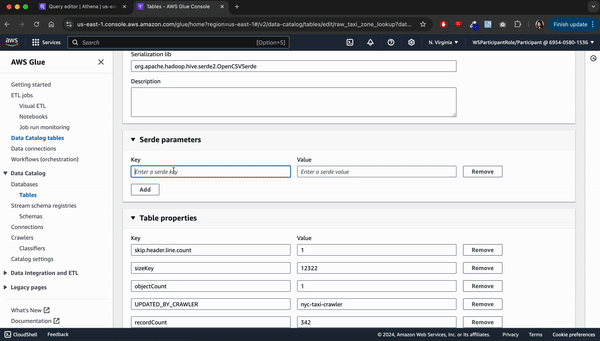 Query editor | Athena | us-e
Tables - AWS Glue Console
us-east-1.console.aws.amazon.com/glue/home?region=us-east-1#/v2/data-catalog/tables/edit/raw_taxi_zone_lookup?dat...
Finish update
aws
Services
Search
[Option+S]
N. Virginia
WSParticipantRole/Participant @ 6954-0580-1536
AWS Glue
Getting started
ETL jobs
Visual ETL
Notebooks
Job run monitoring
Data Catalog tables
Data connections
Workflows (orchestration)
Data Catalog
Databases
Tables
Stream schema registries
Schemas
Connections
Crawlers
Classifiers
Catalog settings
Data Integration and ETL
Legacy pages
What's New
Documentation
Serialization lib
org.apache.hadoop.hive.serde2.OpenCSVSerde
Description
Serde parameters
Key
Value
Enter a serde key
Enter a serde value
Remove
Add
Table properties
Key
Value
skip.header.line.count
1
Remove
sizeKey
12322
Remove
objectCount
1
Remove
UPDATED_BY_CRAWLER
nyc-taxi-crawler
Remove
recordCount
342
Remove
CloudShell
Feedback
© 2024, Amazon Web Services, Inc. or its affiliates.
Privacy
Terms
Cookie preferences